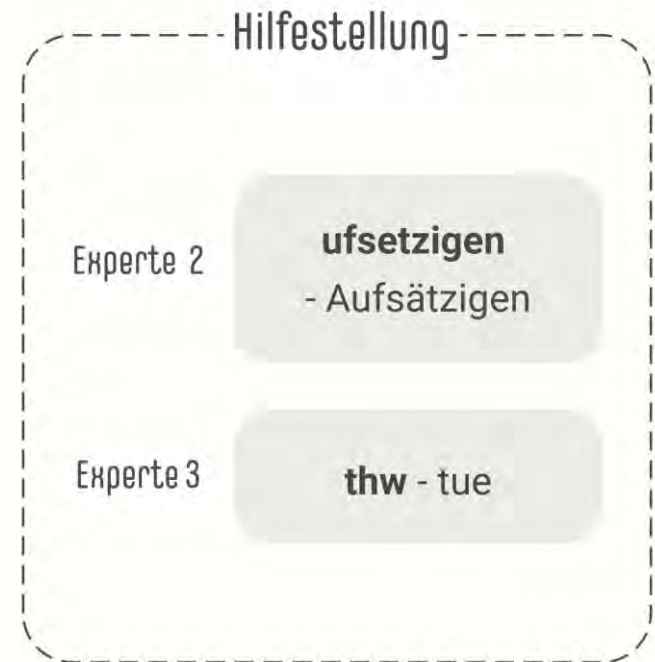 Hilfestellung
Experte 2
ufsetzigen
- Aufsätzigen
Experte 3
thw - tue